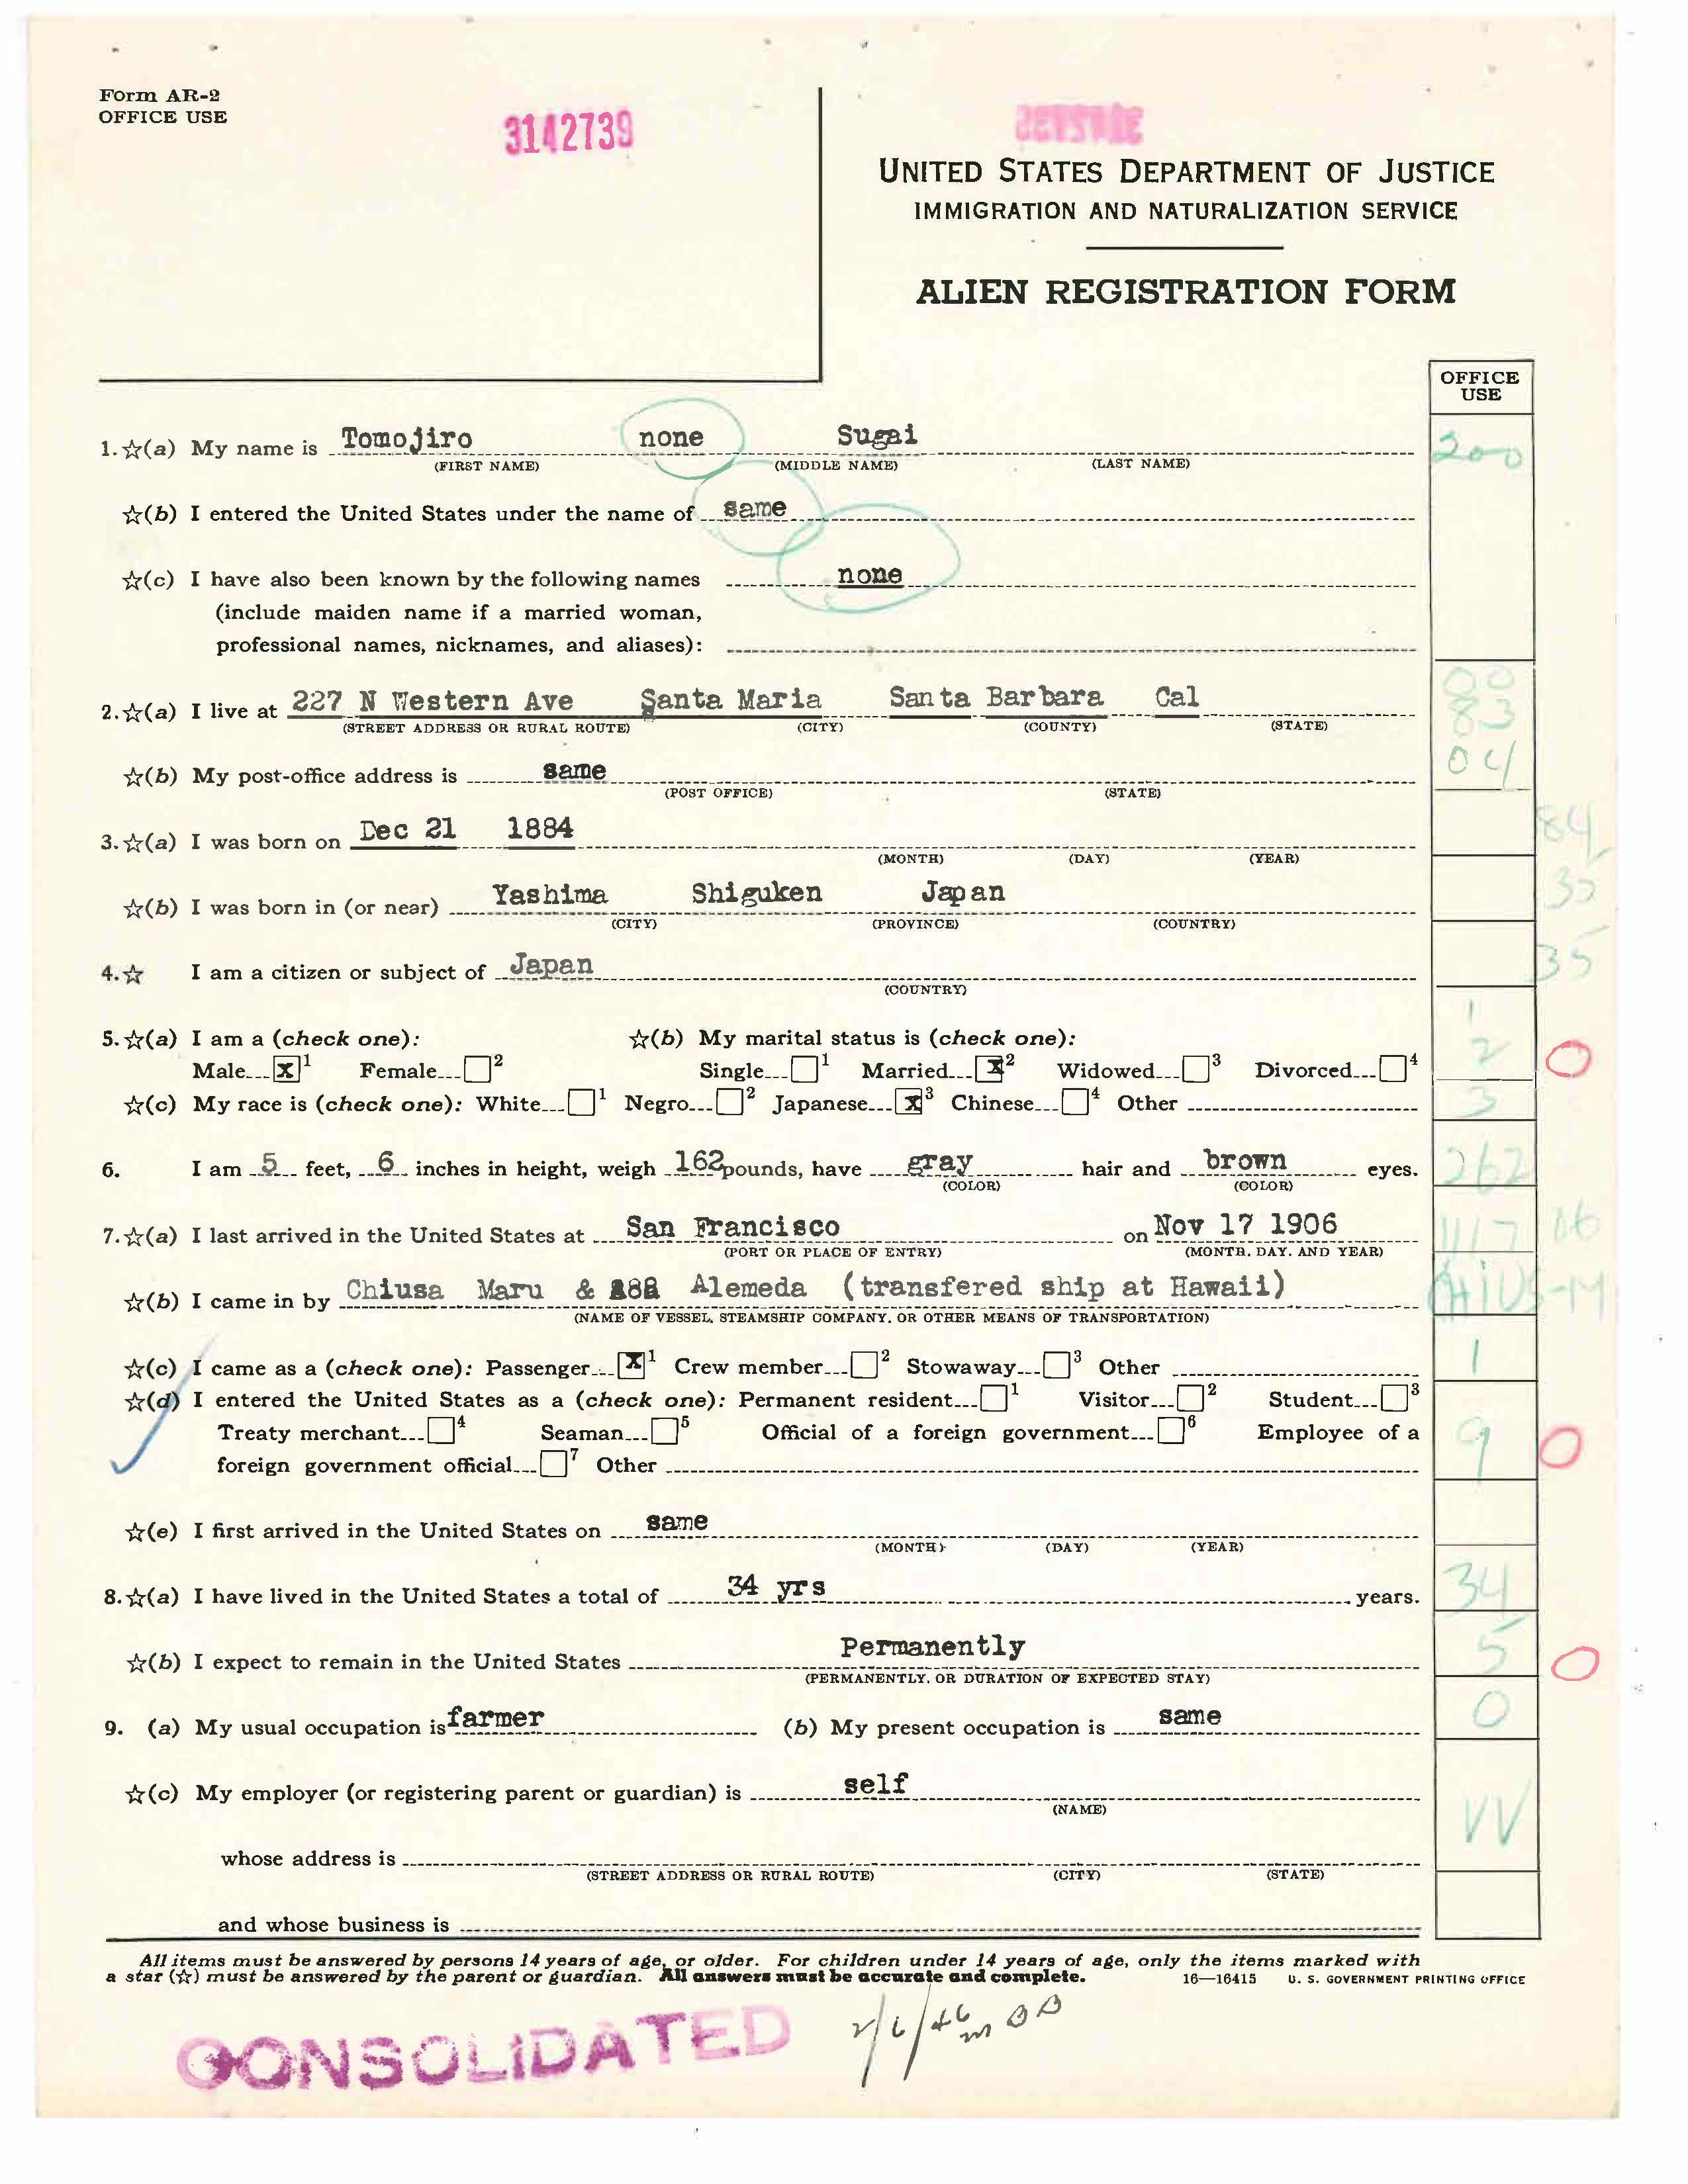 Form AR-2
OFFICE USE
3142739
UNITED STATES DEPARTMENT OF JUSTICE
IMMIGRATION AND NATURALIZATION SERVICE
ALIEN REGISTRATION FORM
OFFICE
USE
1. ☆(a) My name is Tomojiro none Sugai 200
(FIRST NAME) (MIDDLE NAME) (LAST NAME)
☆(b) I entered the United States under the name of same
☆(c) I have also been known by the following names none
(include maiden name if a married woman,
professional names, nicknames, and aliases):
00
2. ☆(a) I live at 227 N Western Ave Santa Maria Santa Barbara Cal 83
(STREET ADDRESS OR RURAL ROUTE) (CITY) (COUNTY) (STATE)
☆(b) My post-office address is same 04
(POST OFFICE) (STATE)
3. ☆(a) I was born on Dec 21 1884 84
(MONTH) (DAY) (YEAR)
☆(b) I was born in (or near) Yashima Shiguken Japan 35
(CITY) (PROVINCE) (COUNTRY)
4. ☆ I am a citizen or subject of Japan 35
(COUNTRY)
5. ☆(a) I am a (check one): ☆(b) My marital status is (check one): 1
Male X 1 Female 2 Single 1 Married X 2 Widowed 3 Divorced 4 2
☆(c) My race is (check one): White 1 Negro 2 Japanese X 3 Chinese 4 Other 3
6. I am 5 feet, 6 inches in height, weigh 162 pounds, have gray hair and brown eyes. 262
(COLOR) (COLOR)
7. ☆(a) I last arrived in the United States at San Francisco on Nov 17 1906 1117 06
(PORT OR PLACE OF ENTRY) (MONTH, DAY, AND YEAR)
☆(b) I came in by Chiusa Maru & Alemeda (transfered ship at Hawaii) CHIUS-M
(NAME OF VESSEL, STEAMSHIP COMPANY, OR OTHER MEANS OF TRANSPORTATION)
☆(c) I came as a (check one): Passenger X 1 Crew member 2 Stowaway 3 Other 1
☆(d) I entered the United States as a (check one): Permanent resident 1 Visitor 2 Student 3
Treaty merchant 4 Seaman 5 Official of a foreign government 6 Employee of a 9
foreign government official 7 Other
☆(e) I first arrived in the United States on same
(MONTH) (DAY) (YEAR)
8. ☆(a) I have lived in the United States a total of 34 yrs years. 34
☆(b) I expect to remain in the United States Permanently 5
(PERMANENTLY, OR DURATION OF EXPECTED STAY)
9. (a) My usual occupation is farmer (b) My present occupation is same 0
☆(c) My employer (or registering parent or guardian) is self
(NAME)
whose address is
(STREET ADDRESS OR RURAL ROUTE) (CITY) (STATE)
and whose business is
All items must be answered by persons 14 years of age, or older. For children under 14 years of age, only the items marked with
a star (☆) must be answered by the parent or guardian. All answers must be accurate and complete. 16—16415 U. S. GOVERNMENT PRINTING OFFICE
CONSOLIDATED